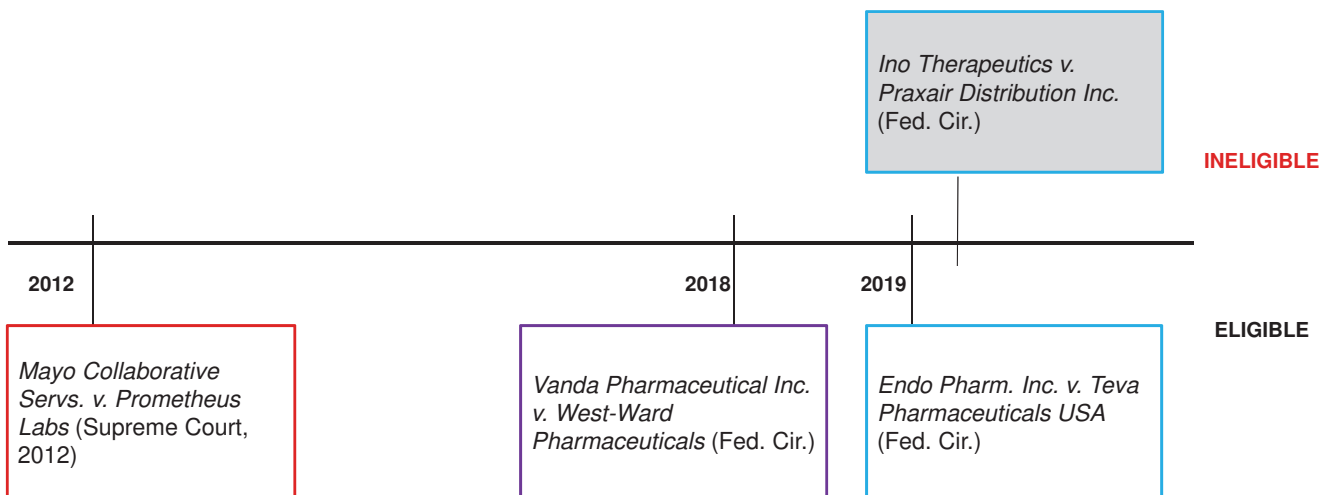 Ino Therapeutics v.
Praxair Distribution Inc.
(Fed. Cir.)
INELIGIBLE
2012
2018
2019
ELIGIBLE
Mayo Collaborative
Servs. v. Prometheus
Labs (Supreme Court,
2012)
Vanda Pharmaceutical Inc.
v. West-Ward
Pharmaceuticals (Fed. Cir.)
Endo Pharm. Inc. v. Teva
Pharmaceuticals USA
(Fed. Cir.)